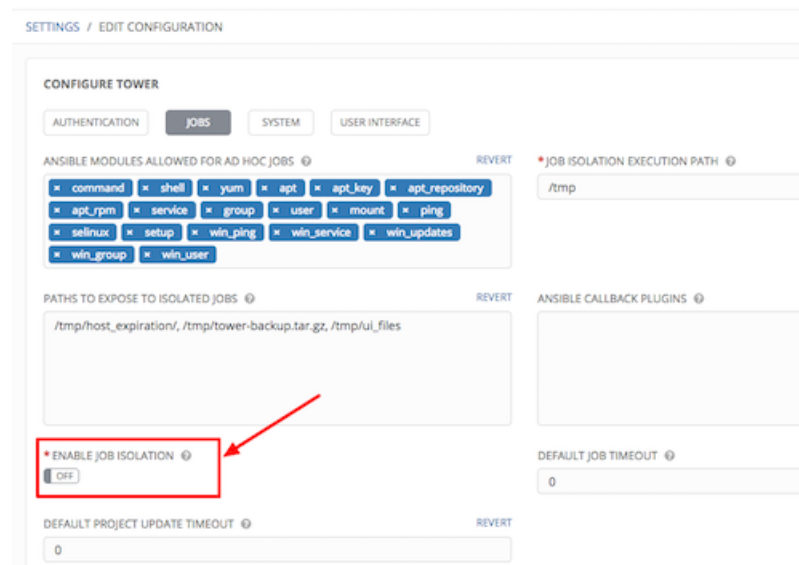 SETTINGS / EDIT CONFIGURATION
CONFIGURE TOWER
AUTHENTICATION JOBS SYSTEM USER INTERFACE
ANSIBLE MODULES ALLOWED FOR AD HOC JOBS REVERT
* JOB ISOLATION EXECUTION PATH
× command × shell × yum × apt × apt_key × apt_repository
× apt_rpm × service × group × user × mount × ping
× selinux × setup × win_ping × win_service × win_updates
× win_group × win_user
/tmp
PATHS TO EXPOSE TO ISOLATED JOBS REVERT
ANSIBLE CALLBACK PLUGINS
/tmp/host_expiration/, /tmp/tower-backup.tar.gz, /tmp/ui_files
* ENABLE JOB ISOLATION
OFF
DEFAULT JOB TIMEOUT
0
DEFAULT PROJECT UPDATE TIMEOUT REVERT
0